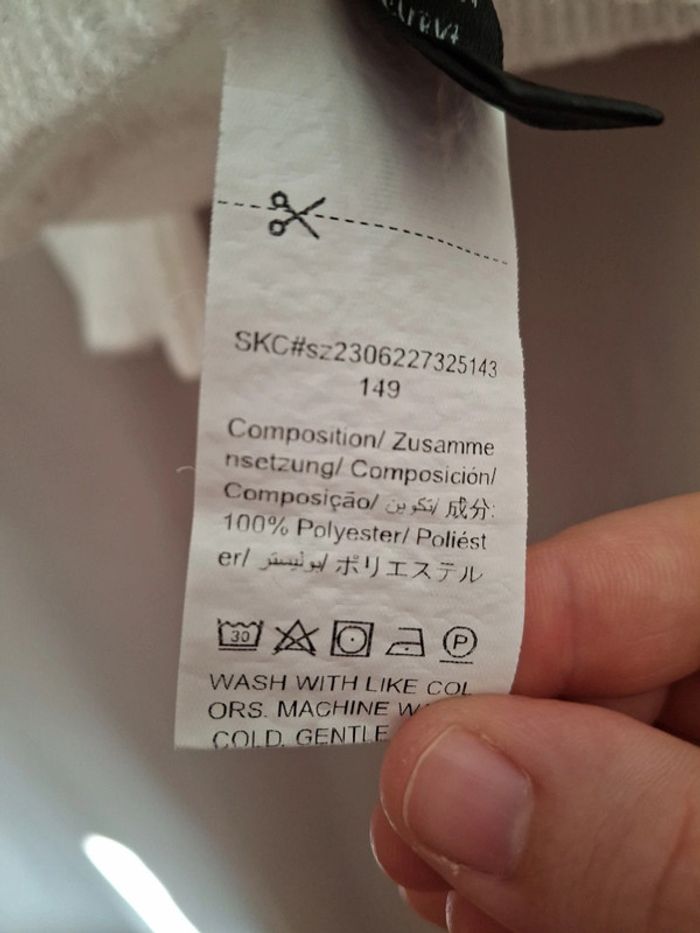 SKC#sz2306227325143
149
Composition/ Zusamme
nsetzung/ Composición/
Composição/ تكوين/ 成分:
100% Polyester/ Poliést
er/ بوليستر/ ポリエステル
30 P
WASH WITH LIKE COL
ORS. MACHINE
COLD. GENTLE